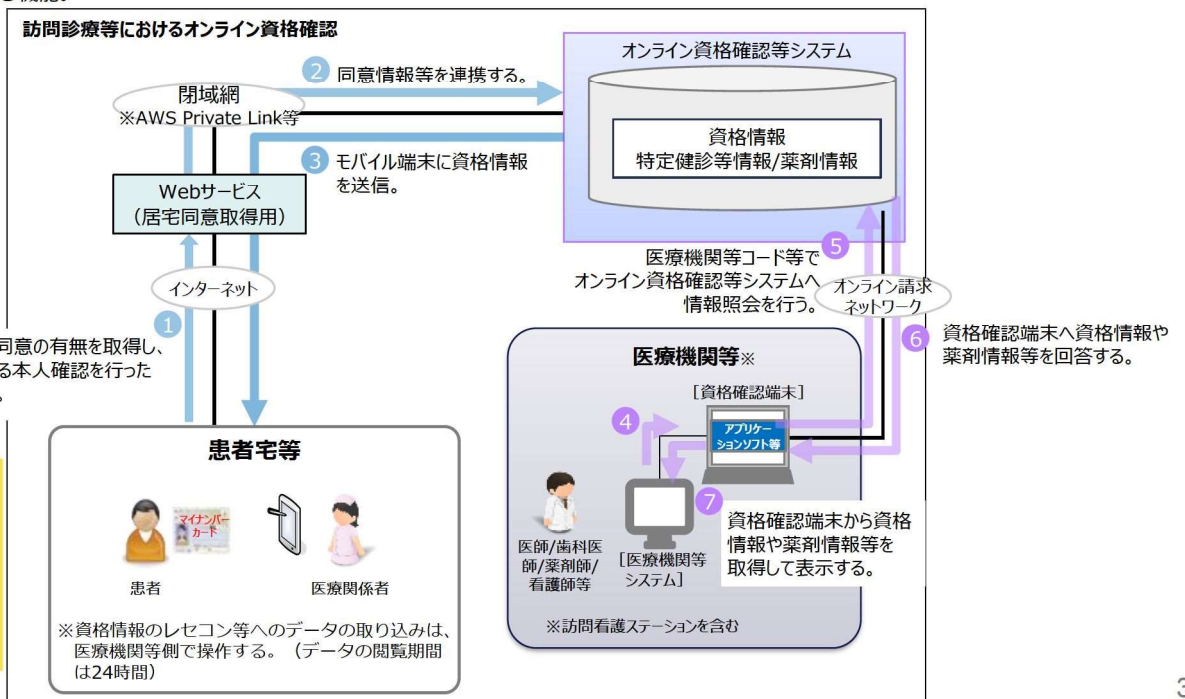 機能。
訪問診療等におけるオンライン資格確認
オンライン資格確認等システム
2 同意情報等を連携する。
閉域網
※AWS Private Link等
資格情報
特定健診等情報/薬剤情報
3 モバイル端末に資格情報
を送信。
Webサービス
（居宅同意取得用）
5
医療機関等コード等で
オンライン資格確認等システムへ
情報照会を行う。
インターネット
オンライン請求
ネットワーク
1
同意の有無を取得し、
る本人確認を行った
。
6 資格確認端末へ資格情報や
薬剤情報等を回答する。
医療機関等※
[資格確認端末]
4
アプリケー
ションソフト等
患者宅等
マイナンバー
カード
患者
医療関係者
7
資格確認端末から資格
情報や薬剤情報等を
取得して表示する。
医師/歯科医
師/薬剤師/
看護師等
[医療機関等
システム]
※資格情報のレセコン等へのデータの取り込みは、
医療機関等側で操作する。（データの閲覧期間
は24時間）
※訪問看護ステーションを含む
3